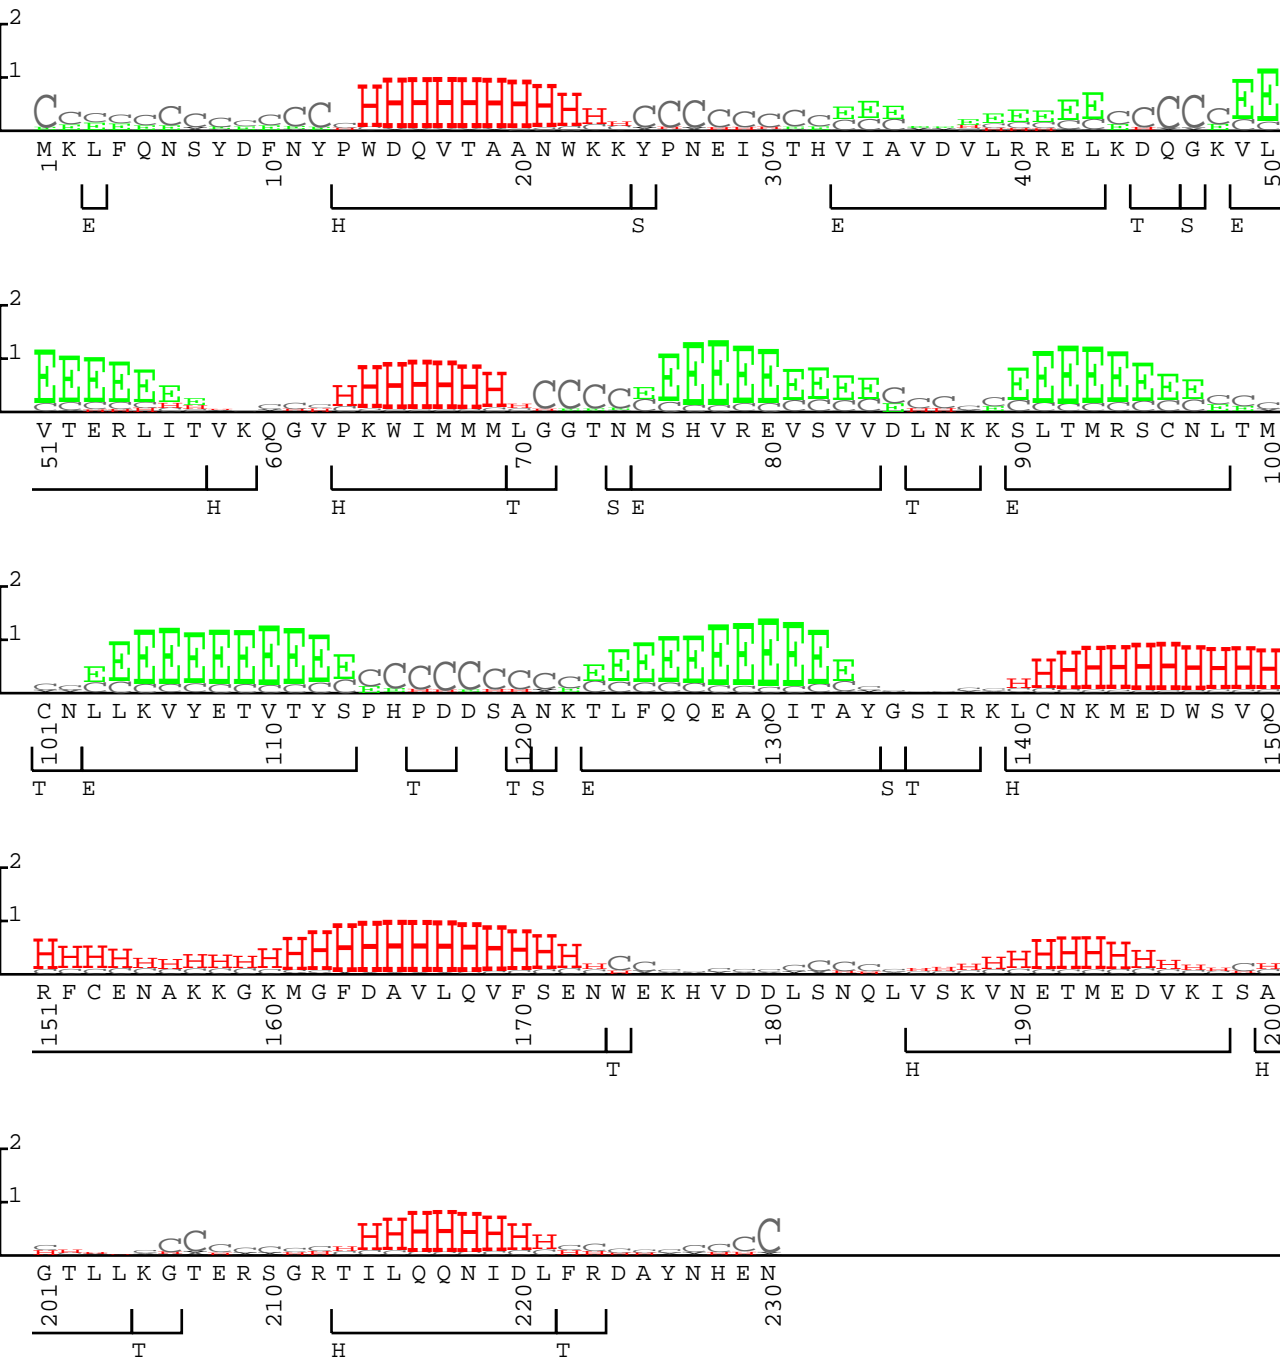 2
1
C C C C C C C C C C C C C H H H H H H H H H H H H C C C C C C C C E E E E E E E E E C C C C C E E
M K L F Q N S Y D F N Y P W D Q V T A A N W K K Y P N E I S T H V I A V D V L R R E L K D Q G K V L
1 10 20 30 40 50
E H S E T S E
2
1
E E E E E E E H H H H H H H C C C C E E E E E E E E E E C C C C C E E E E E E E E
V T E R L I T V K Q G V P K W I M M M L G G T N M S H V R E V S V V D L N K K S L T M R S C N L T M
51 60 70 80 90 100
H H T S E T E
2
1
C C E E E E E E E E E E E C C C C C C C C C E E E E E E E E E E E H H H H H H H H H H H
C N L L K V Y E T V T Y S P H P D D S A N K T L F Q Q E A Q I T A Y G S I R K L C N K M E D W S V Q
101 110 120 130 140 150
T E T T S E S T H
2
1
H H H H H H H H H H H H H H H H H H H H H H H C C C C C C C C C C H H H H H H H H H H H H C H
R F C E N A K K G K M G F D A V L Q V F S E N W E K H V D D L S N Q L V S K V N E T M E D V K I S A
151 160 170 180 190 200
T H H
2
1
C H C C C C C C C H H H H H H H H H C C C C C C C C C
G T L L K G T E R S G R T I L Q Q N I D L F R D A Y N H E N
201 210 220 230
T H T